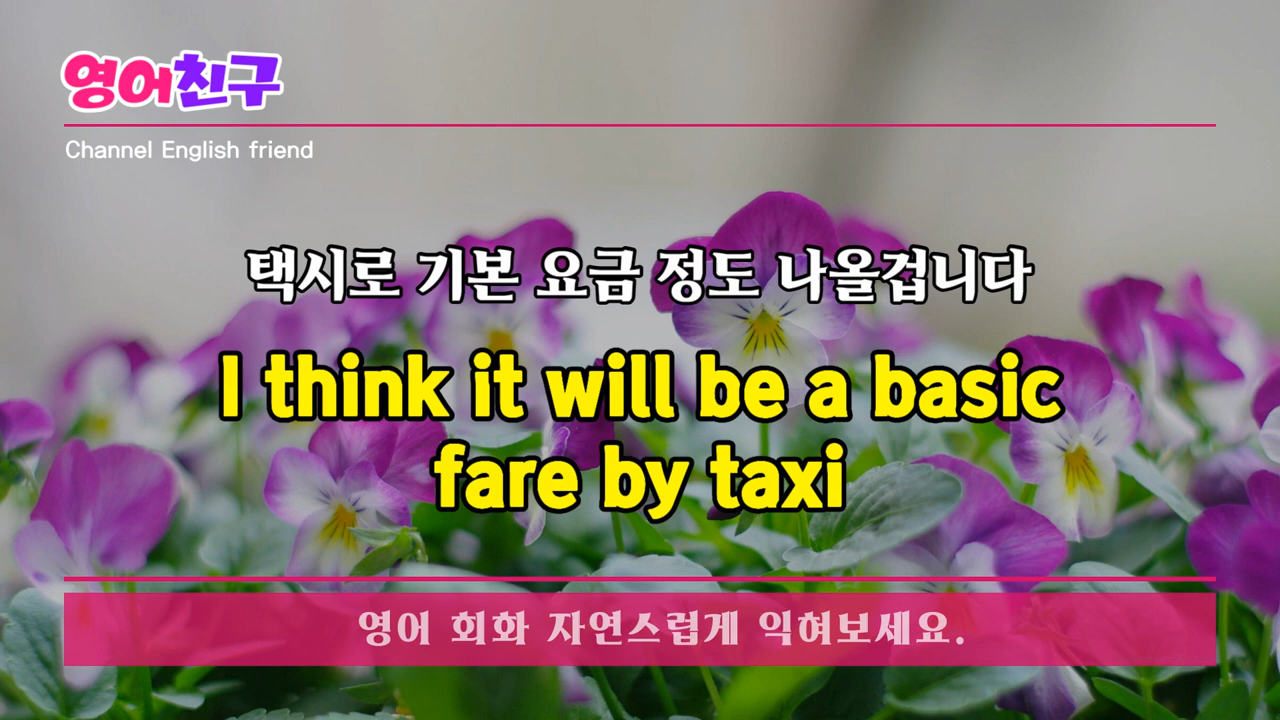 영어친구
Channel English friend
택시로 기본 요금 정도 나올겁니다
I think it will be a basic
fare by taxi
영어 회화 자연스럽게 익혀보세요.